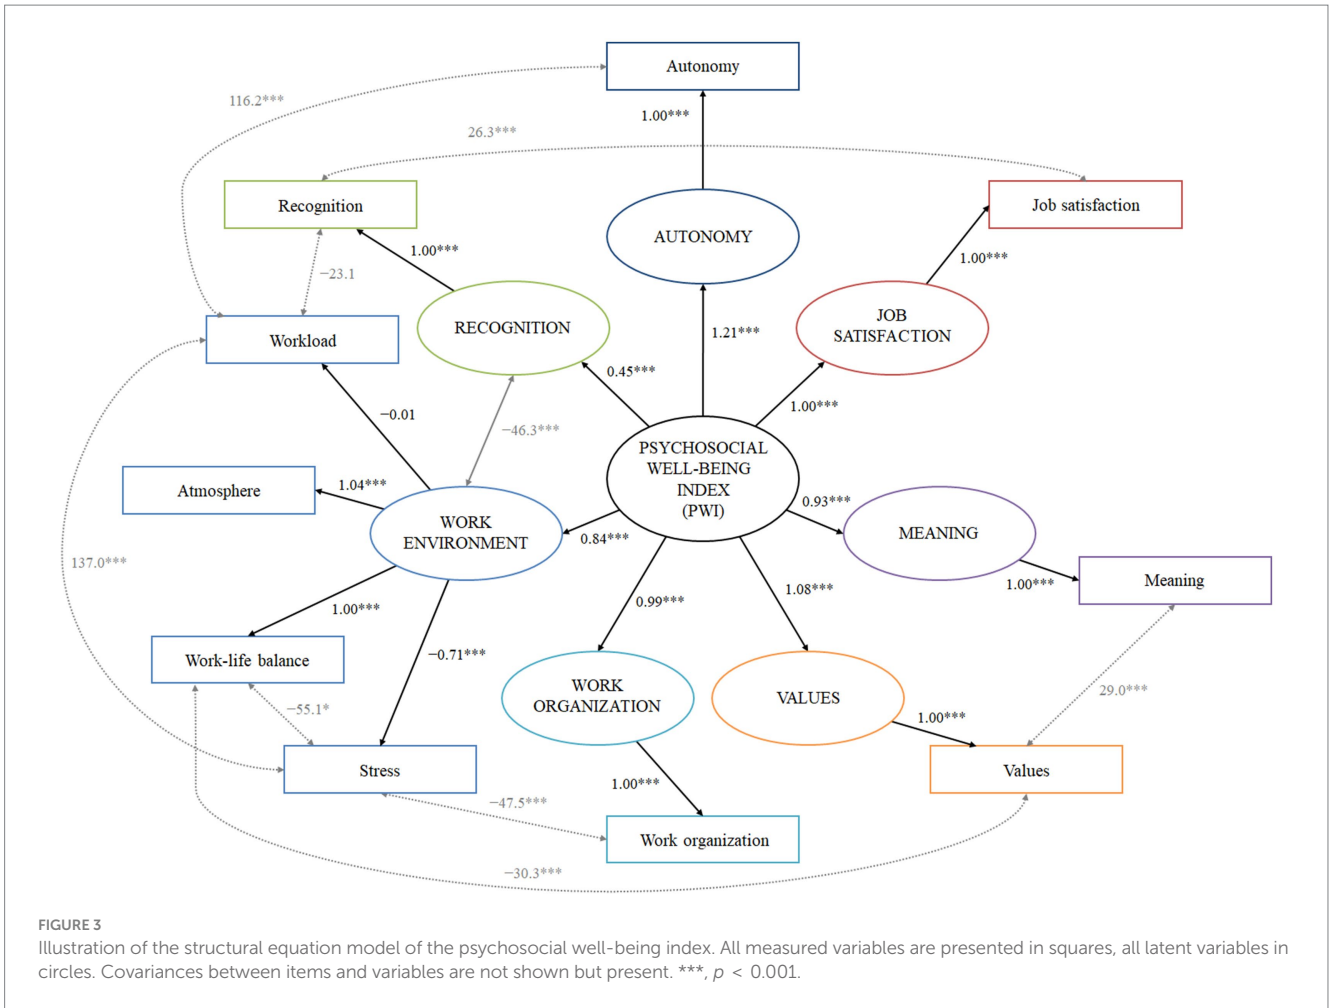 Autonomy
116.2***
1.00***
26.3***
Recognition
Job satisfaction
AUTONOMY
1.00***
1.00***
−23.1
RECOGNITION
JOB
SATISFACTION
Workload
1.21***
0.45***
1.00***
−0.01
−46.3***
PSYCHOSOCIAL
WELL-BEING
INDEX
(PWI)
Atmosphere
1.04***
WORK
ENVIRONMENT
0.84***
0.93***
MEANING
137.0***
1.00***
Meaning
1.00***
0.99***
1.08***
Work-life balance
−0.71***
WORK
ORGANIZATION
VALUES
29.0***
−55.1*
1.00***
Stress
1.00***
Values
−47.5***
Work organization
−30.3***
FIGURE 3
Illustration of the structural equation model of the psychosocial well-being index. All measured variables are presented in squares, all latent variables in
circles. Covariances between items and variables are not shown but present. ***, p < 0.001.